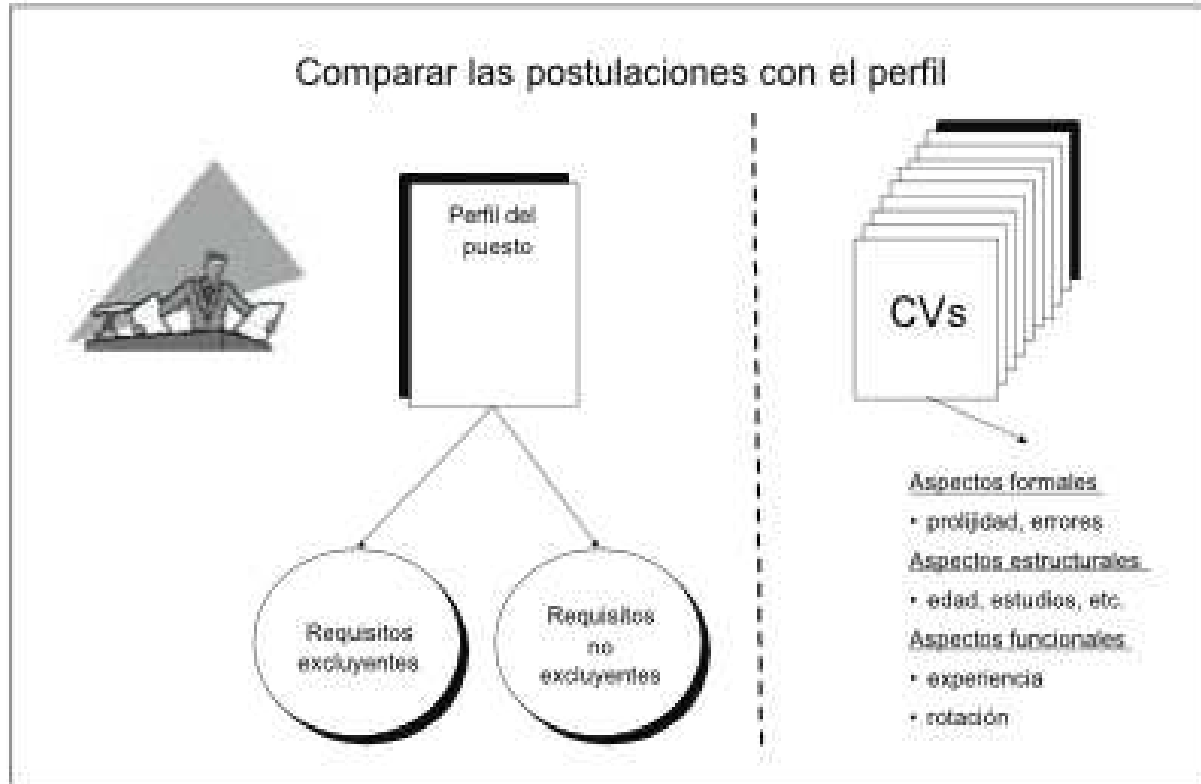 Comparar las postulaciones con el perfil
Perfil del
puesto
Requisitos
excluyentes
Requisitos
no
excluyentes
CVs
Aspectos formales
• prolijidad, errores
Aspectos estructurales
• edad, estudios, etc.
Aspectos funcionales
• experiencia
• rotación